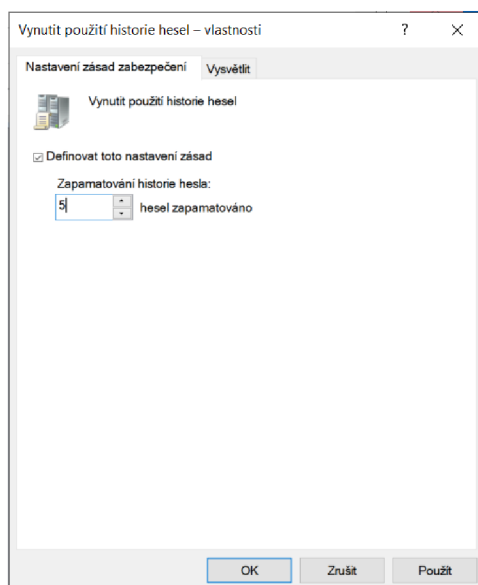 Vynutit použití historie hesel – vlastnosti ? ×
Nastavení zásad zabezpečení Vysvětlit
Vynutit použití historie hesel
Definovat toto nastavení zásad
Zapamatování historie hesla:
5 hesel zapamatováno
OK Zrušit Použít